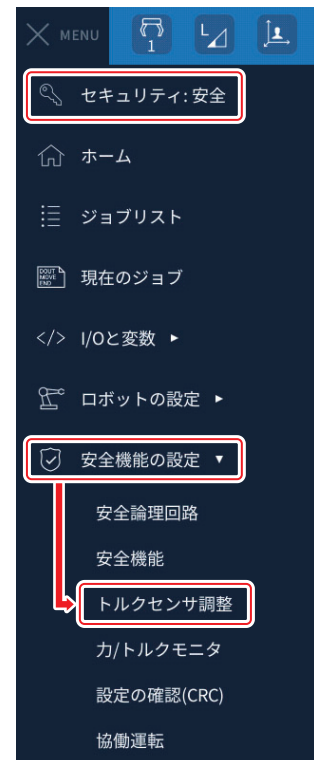 MENU
1
L
セキュリティ: 安全
ホーム
ジョブリスト
DOUT
MOVE
END
現在のジョブ
</> I/Oと変数 ▸
ロボットの設定 ▸
安全機能の設定 ▾
安全論理回路
安全機能
トルクセンサ調整
力/トルクモニタ
設定の確認(CRC)
協働運転